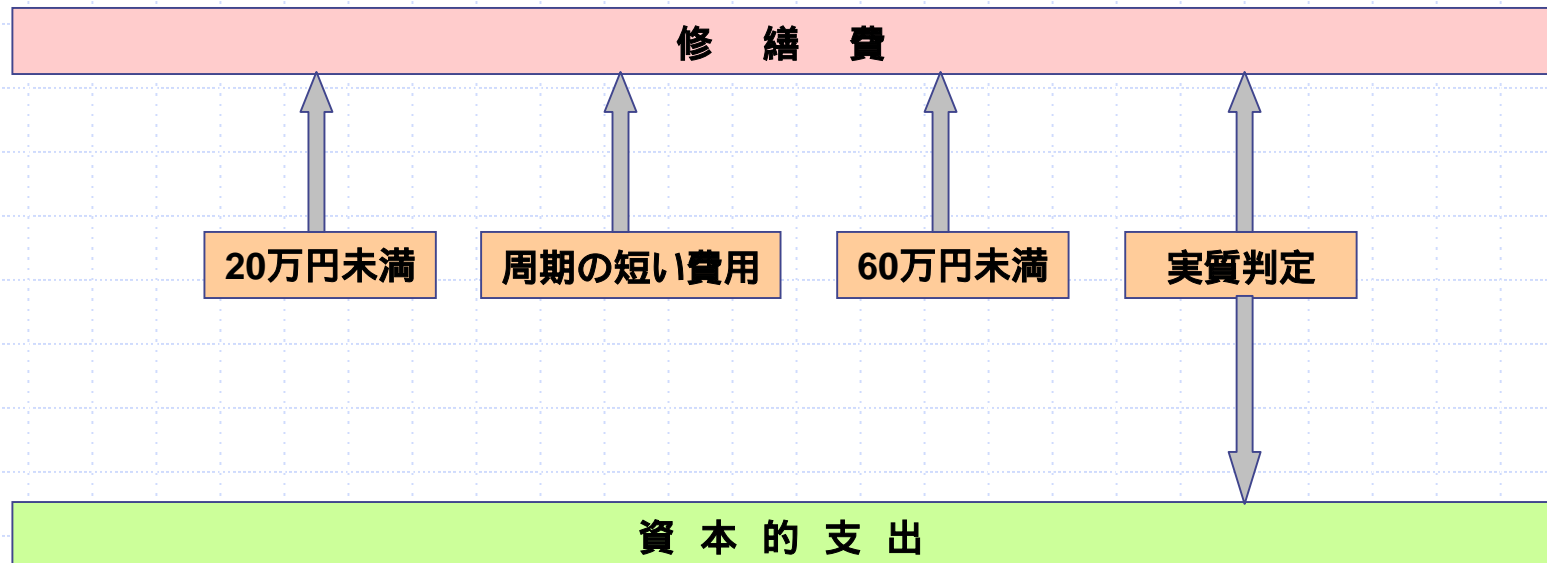 修 繕 費
20万円未満
周期の短い費用
60万円未満
実質判定
資 本 的 支 出